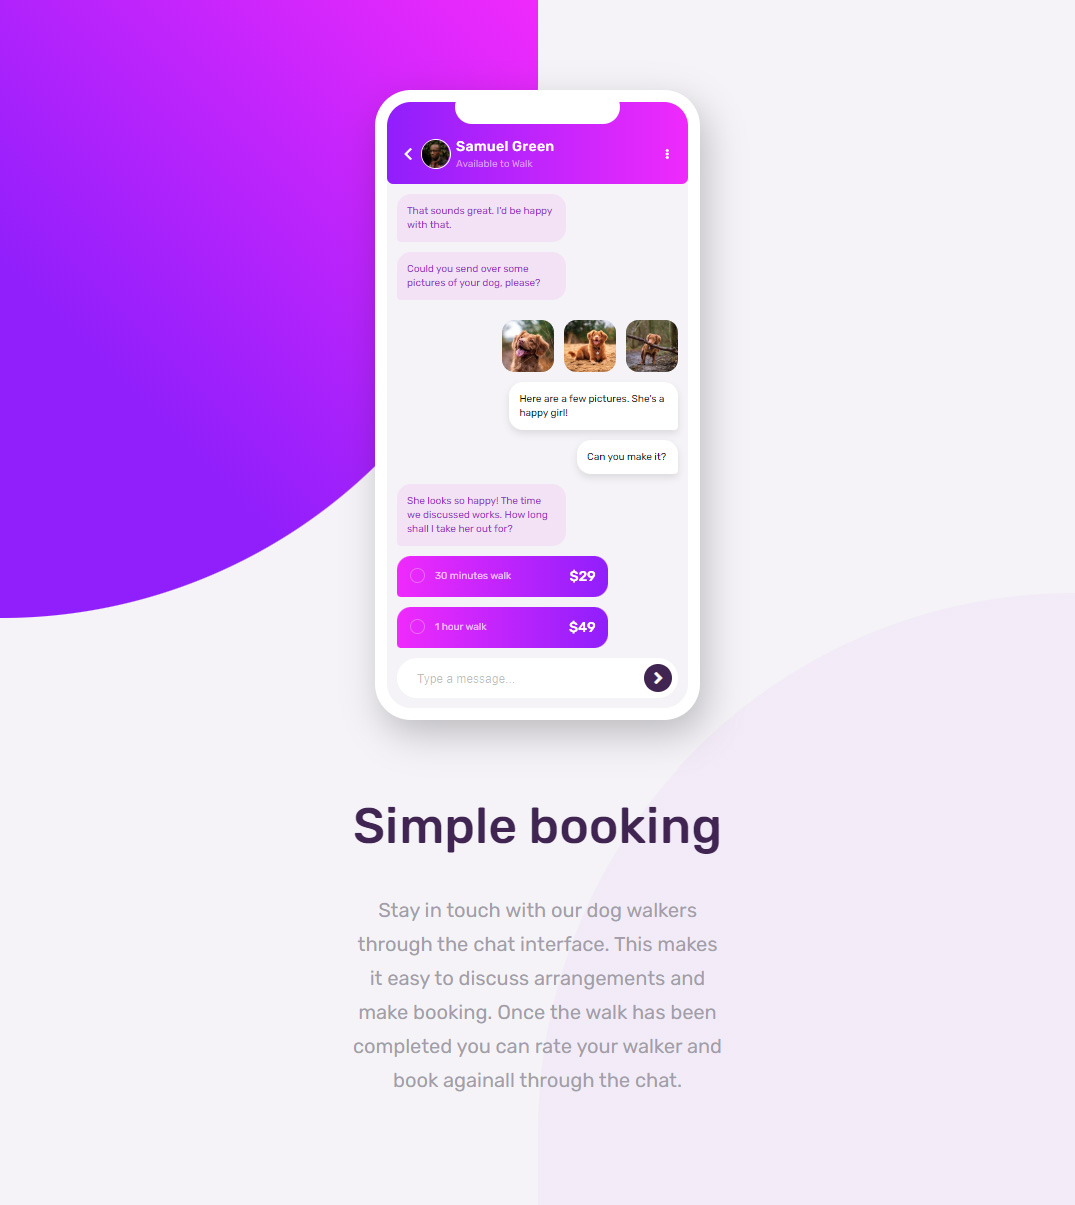 Samuel Green
Available to Walk
That sounds great. I'd be happy
with that.
Could you send over some
pictures of your dog, please?
Here are a few pictures. She's a
happy girl!
Can you make it?
She looks so happy! The time
we discussed works. How long
shall I take her out for?
30 minutes walk $29
1 hour walk $49
Type a message...
Simple booking
Stay in touch with our dog walkers
through the chat interface. This makes
it easy to discuss arrangements and
make booking. Once the walk has been
completed you can rate your walker and
book againall through the chat.